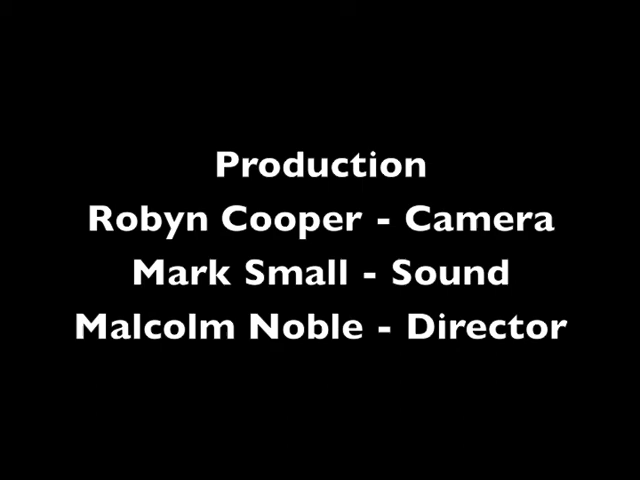 Production
Robyn Cooper - Camera
Mark Small - Sound
Malcolm Noble - Director